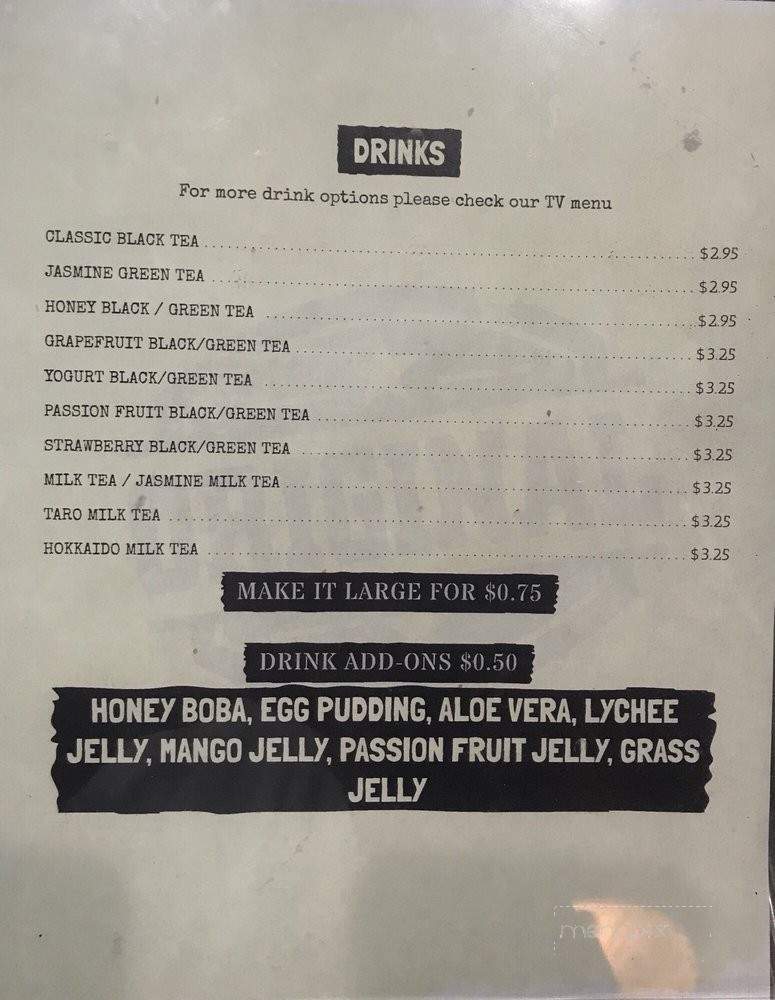 DRINKS
For more drink options please check our TV menu
CLASSIC BLACK TEA $2.95
JASMINE GREEN TEA $2.95
HONEY BLACK / GREEN TEA $2.95
GRAPEFRUIT BLACK/GREEN TEA $3.25
YOGURT BLACK/GREEN TEA $3.25
PASSION FRUIT BLACK/GREEN TEA $3.25
STRAWBERRY BLACK/GREEN TEA $3.25
MILK TEA / JASMINE MILK TEA $3.25
TARO MILK TEA $3.25
HOKKAIDO MILK TEA $3.25
MAKE IT LARGE FOR $0.75
DRINK ADD-ONS $0.50
HONEY BOBA, EGG PUDDING, ALOE VERA, LYCHEE
JELLY, MANGO JELLY, PASSION FRUIT JELLY, GRASS
JELLY